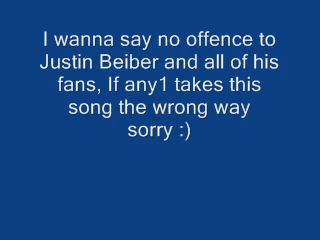 I wanna say no offence to
Justin Beiber and all of his
fans, If any1 takes this
song the wrong way
sorry :)